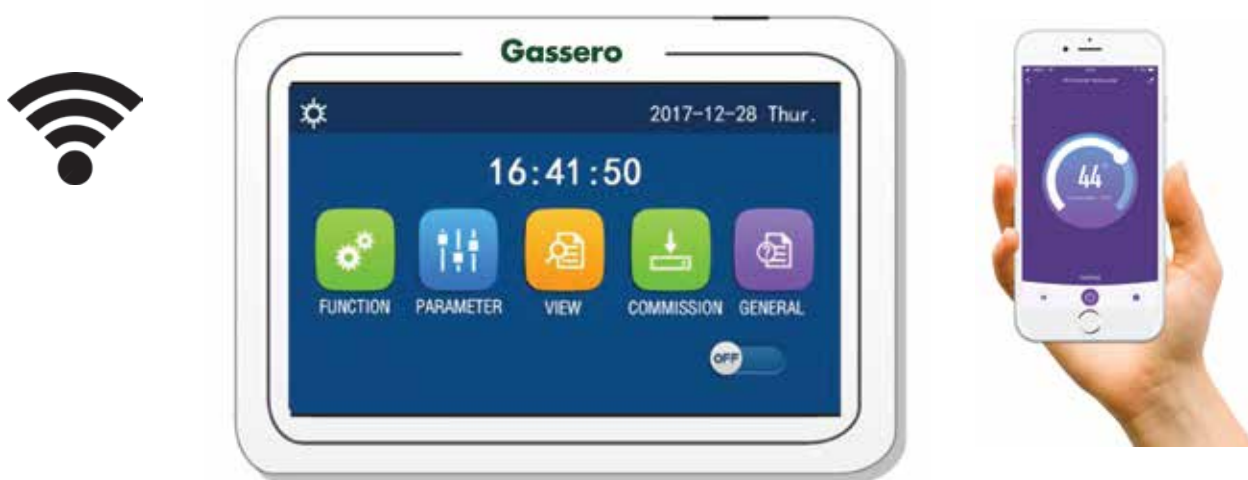 Gassero
2017-12-28 Thur.
16:41:50
FUNCTION
PARAMETER
VIEW
COMMISSION
GENERAL
OFF
44